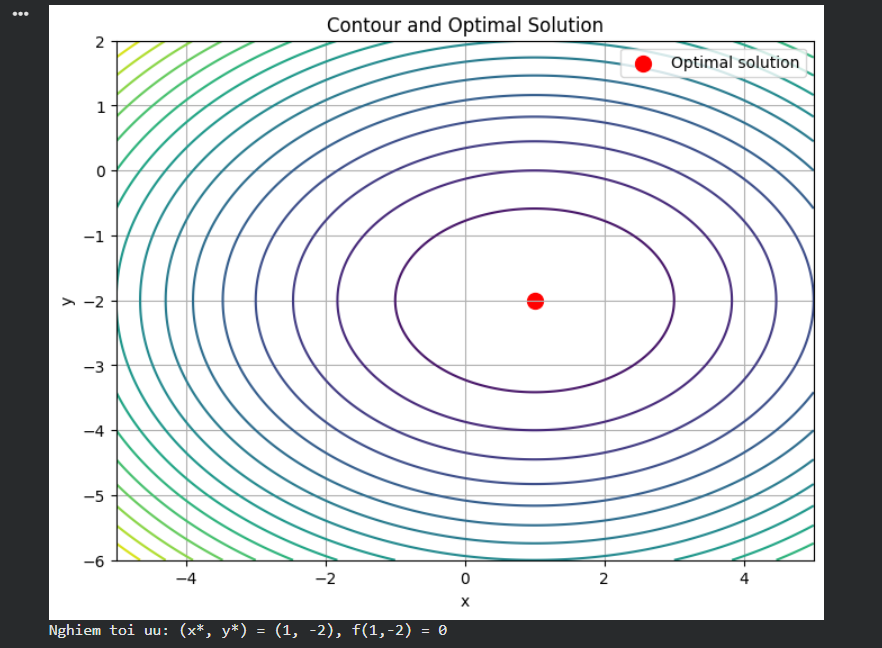 Contour and Optimal Solution
Optimal solution
2
1
0
−1
−2
−3
−4
−5
−6
y
−4 −2 0 2 4
x
Nghiem toi uu: (x*, y*) = (1, -2), f(1,-2) = 0